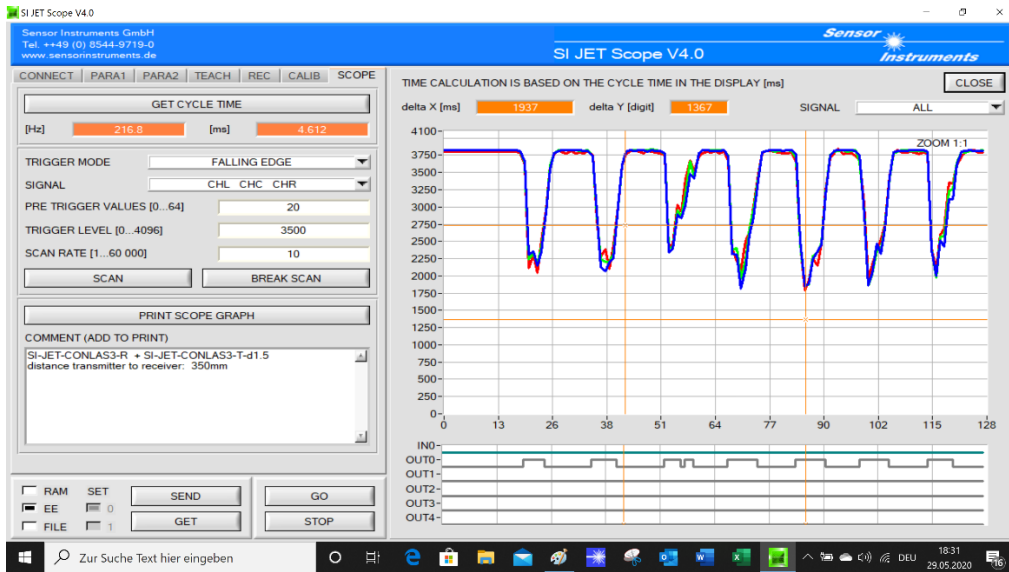 SI JET Scope V4.0
Sensor Instruments GmbH
Tel. ++49 (0) 8544-9719-0
www.sensorinstruments.de
SI JET Scope V4.0
Sensor
Instruments
CONNECT PARA1 PARA2 TEACH REC CALIB SCOPE
GET CYCLE TIME
[Hz] 216.8 [ms] 4.612
TRIGGER MODE FALLING EDGE
SIGNAL CHL CHC CHR
PRE TRIGGER VALUES [0...64] 20
TRIGGER LEVEL [0...4096] 3500
SCAN RATE [1...60 000] 10
SCAN BREAK SCAN
PRINT SCOPE GRAPH
COMMENT (ADD TO PRINT)
SI-JET-CONLAS3-R + SI-JET-CONLAS3-T-d1.5
distance transmitter to receiver: 350mm
RAM SET SEND GO
EE 0
FILE 1 GET STOP
TIME CALCULATION IS BASED ON THE CYCLE TIME IN THE DISPLAY [ms] CLOSE
delta X [ms] 1937 delta Y [digit] 1367 SIGNAL ALL
ZOOM 1:1
4100
3750
3500
3250
3000
2750
2500
2250
2000
1750
1500
1250
1000
750
500
250
0
0 13 26 38 51 64 77 90 102 115 128
IN0
OUT0
OUT1
OUT2
OUT3
OUT4
Zur Suche Text hier eingeben
DEU
18:31
29.05.2020
16